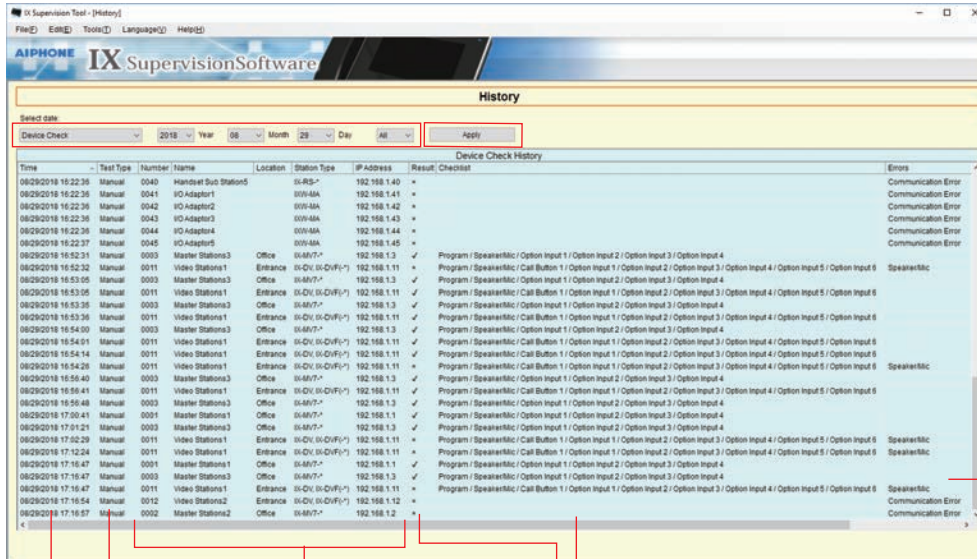 IX Supervision Tool - [History]
File(F) Edit(E) Tools(T) Language(V) Help(H)
AIPHONE IX SupervisionSoftware
History
Select date:
Device Check 2018 Year 08 Month 29 Day All Apply
Device Check History
Time Test Type Number Name Location Station Type IP Address Result Checklist Errors
08/29/2018 16:22:36 Manual 0040 Handset Sub Station5 IX-RS-* 192.168.1.40 × Communication Error
08/29/2018 16:22:36 Manual 0041 I/O Adaptor1 IXW-MA 192.168.1.41 × Communication Error
08/29/2018 16:22:36 Manual 0042 I/O Adaptor2 IXW-MA 192.168.1.42 × Communication Error
08/29/2018 16:22:36 Manual 0043 I/O Adaptor3 IXW-MA 192.168.1.43 × Communication Error
08/29/2018 16:22:36 Manual 0044 I/O Adaptor4 IXW-MA 192.168.1.44 × Communication Error
08/29/2018 16:22:37 Manual 0045 I/O Adaptor5 IXW-MA 192.168.1.45 × Communication Error
08/29/2018 16:52:31 Manual 0003 Master Stations3 Office IX-MV7-* 192.168.1.3 ✓ Program / Speaker/Mic / Option Input 1 / Option Input 2 / Option Input 3 / Option Input 4
08/29/2018 16:52:32 Manual 0011 Video Stations1 Entrance IX-DV, IX-DVF(-*) 192.168.1.11 × Program / Speaker/Mic / Call Button 1 / Option Input 1 / Option Input 2 / Option Input 3 / Option Input 4 / Option Input 5 / Option Input 6 Speaker/Mic
08/29/2018 16:53:05 Manual 0003 Master Stations3 Office IX-MV7-* 192.168.1.3 ✓ Program / Speaker/Mic / Option Input 1 / Option Input 2 / Option Input 3 / Option Input 4
08/29/2018 16:53:05 Manual 0011 Video Stations1 Entrance IX-DV, IX-DVF(-*) 192.168.1.11 ✓ Program / Speaker/Mic / Call Button 1 / Option Input 1 / Option Input 2 / Option Input 3 / Option Input 4 / Option Input 5 / Option Input 6
08/29/2018 16:53:35 Manual 0003 Master Stations3 Office IX-MV7-* 192.168.1.3 ✓ Program / Speaker/Mic / Option Input 1 / Option Input 2 / Option Input 3 / Option Input 4
08/29/2018 16:53:36 Manual 0011 Video Stations1 Entrance IX-DV, IX-DVF(-*) 192.168.1.11 ✓ Program / Speaker/Mic / Call Button 1 / Option Input 1 / Option Input 2 / Option Input 3 / Option Input 4 / Option Input 5 / Option Input 6
08/29/2018 16:54:00 Manual 0003 Master Stations3 Office IX-MV7-* 192.168.1.3 ✓ Program / Speaker/Mic / Option Input 1 / Option Input 2 / Option Input 3 / Option Input 4
08/29/2018 16:54:01 Manual 0011 Video Stations1 Entrance IX-DV, IX-DVF(-*) 192.168.1.11 ✓ Program / Speaker/Mic / Call Button 1 / Option Input 1 / Option Input 2 / Option Input 3 / Option Input 4 / Option Input 5 / Option Input 6
08/29/2018 16:54:14 Manual 0011 Video Stations1 Entrance IX-DV, IX-DVF(-*) 192.168.1.11 ✓ Program / Speaker/Mic / Call Button 1 / Option Input 1 / Option Input 2 / Option Input 3 / Option Input 4 / Option Input 5 / Option Input 6
08/29/2018 16:54:26 Manual 0011 Video Stations1 Entrance IX-DV, IX-DVF(-*) 192.168.1.11 × Program / Speaker/Mic / Call Button 1 / Option Input 1 / Option Input 2 / Option Input 3 / Option Input 4 / Option Input 5 / Option Input 6 Speaker/Mic
08/29/2018 16:56:40 Manual 0003 Master Stations3 Office IX-MV7-* 192.168.1.3 ✓ Program / Speaker/Mic / Option Input 1 / Option Input 2 / Option Input 3 / Option Input 4
08/29/2018 16:56:41 Manual 0011 Video Stations1 Entrance IX-DV, IX-DVF(-*) 192.168.1.11 ✓ Program / Speaker/Mic / Call Button 1 / Option Input 1 / Option Input 2 / Option Input 3 / Option Input 4 / Option Input 5 / Option Input 6
08/29/2018 16:56:48 Manual 0003 Master Stations3 Office IX-MV7-* 192.168.1.3 ✓ Program / Speaker/Mic / Option Input 1 / Option Input 2 / Option Input 3 / Option Input 4
08/29/2018 17:00:41 Manual 0001 Master Stations1 Office IX-MV7-* 192.168.1.1 ✓ Program / Speaker/Mic / Option Input 1 / Option Input 2 / Option Input 3 / Option Input 4
08/29/2018 17:01:21 Manual 0003 Master Stations3 Office IX-MV7-* 192.168.1.3 ✓ Program / Speaker/Mic / Option Input 1 / Option Input 2 / Option Input 3 / Option Input 4
08/29/2018 17:02:29 Manual 0011 Video Stations1 Entrance IX-DV, IX-DVF(-*) 192.168.1.11 × Program / Speaker/Mic / Call Button 1 / Option Input 1 / Option Input 2 / Option Input 3 / Option Input 4 / Option Input 5 / Option Input 6 Speaker/Mic
08/29/2018 17:12:24 Manual 0011 Video Stations1 Entrance IX-DV, IX-DVF(-*) 192.168.1.11 × Program / Speaker/Mic / Call Button 1 / Option Input 1 / Option Input 2 / Option Input 3 / Option Input 4 / Option Input 5 / Option Input 6 Speaker/Mic
08/29/2018 17:16:47 Manual 0001 Master Stations1 Office IX-MV7-* 192.168.1.1 ✓ Program / Speaker/Mic / Option Input 1 / Option Input 2 / Option Input 3 / Option Input 4
08/29/2018 17:16:47 Manual 0003 Master Stations3 Office IX-MV7-* 192.168.1.3 ✓ Program / Speaker/Mic / Option Input 1 / Option Input 2 / Option Input 3 / Option Input 4
08/29/2018 17:16:47 Manual 0011 Video Stations1 Entrance IX-DV, IX-DVF(-*) 192.168.1.11 × Program / Speaker/Mic / Call Button 1 / Option Input 1 / Option Input 2 / Option Input 3 / Option Input 4 / Option Input 5 / Option Input 6 Speaker/Mic
08/29/2018 17:16:54 Manual 0012 Video Stations2 Entrance IX-DV, IX-DVF(-*) 192.168.1.12 × Communication Error
08/29/2018 17:16:57 Manual 0002 Master Stations2 Office IX-MV7-* 192.168.1.2 × Communication Error